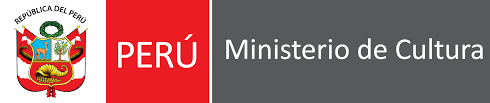 REPÚBLICA DEL PERÚ
PERÚ
Ministerio de Cultura